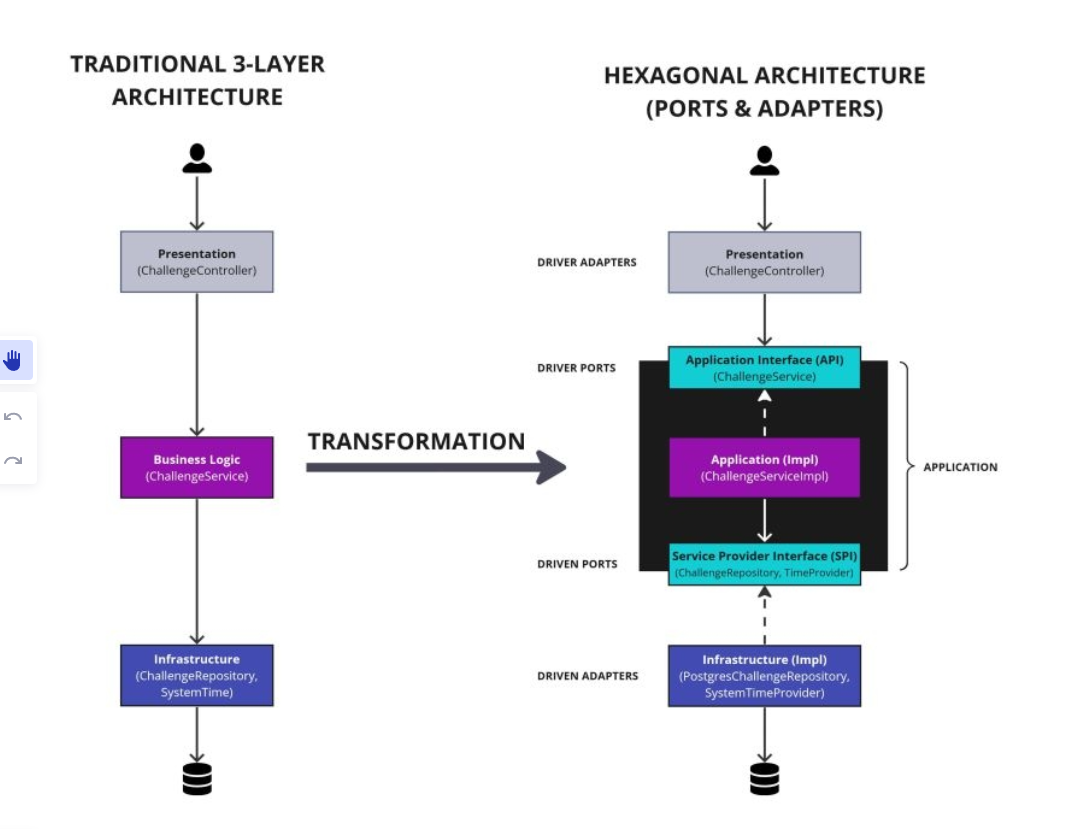 TRADITIONAL 3-LAYER
ARCHITECTURE
Presentation
(ChallengeController)
Business Logic
(ChallengeService)
Infrastructure
(ChallengeRepository,
SystemTime)
TRANSFORMATION
HEXAGONAL ARCHITECTURE
(PORTS & ADAPTERS)
DRIVER ADAPTERS
Presentation
(ChallengeController)
DRIVER PORTS
Application Interface (API)
(ChallengeService)
Application (Impl)
(ChallengeServiceImpl)
APPLICATION
DRIVEN PORTS
Service Provider Interface (SPI)
(ChallengeRepository, TimeProvider)
DRIVEN ADAPTERS
Infrastructure (Impl)
(PostgresChallengeRepository,
SystemTimeProvider)